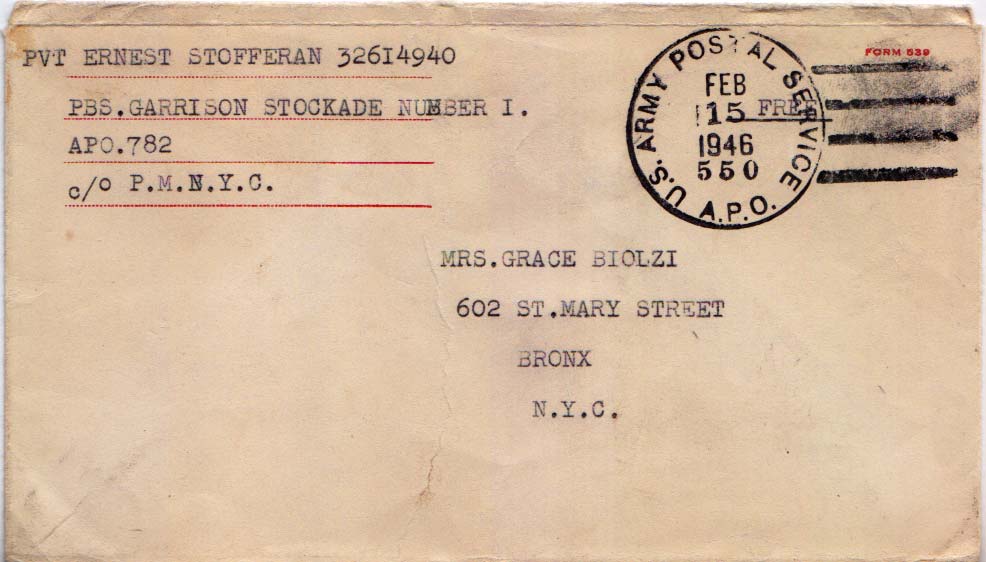 PVT ERNEST STOFFERAN 326I4940
PBS.GARRISON STOCKADE NUMBER I.
APO.782
c/o P.M.N.Y.C.
U.S. ARMY POSTAL SERVICE
A.P.O.
FEB
15
1946
550
FREE
FORM 539
MRS.GRACE BIOLZI
602 ST.MARY STREET
BRONX
N.Y.C.